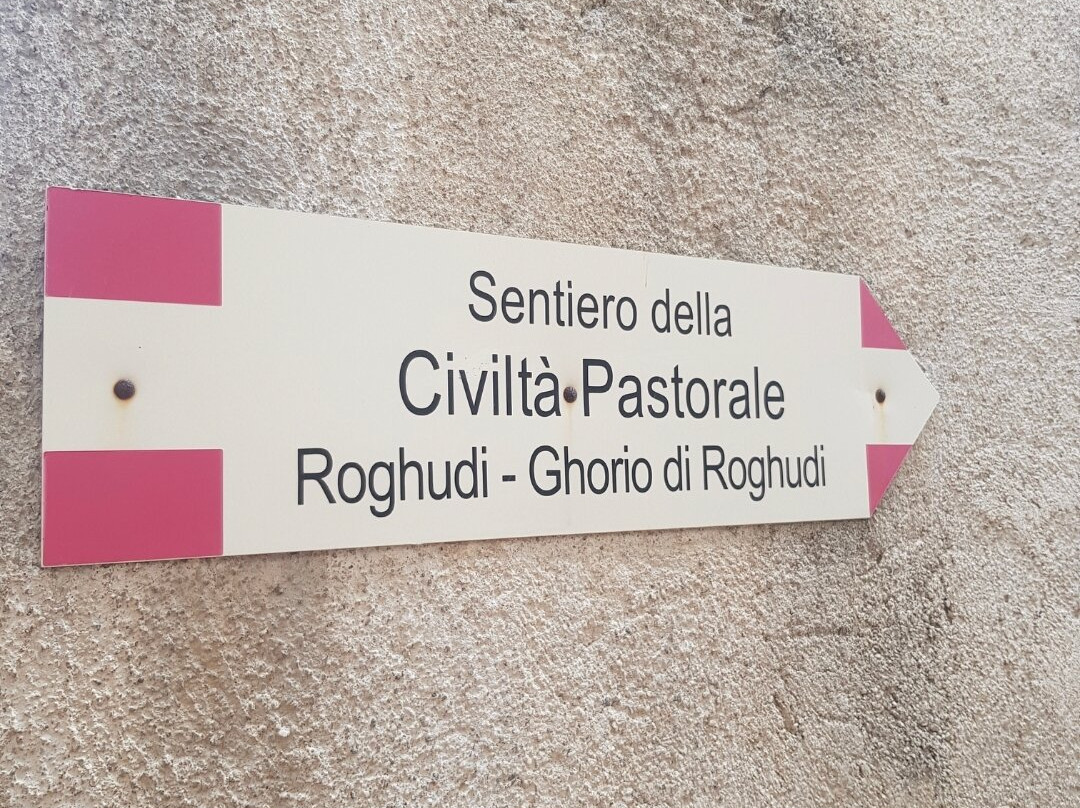 Sentiero della
Civiltà Pastorale
Roghudi - Ghorio di Roghudi